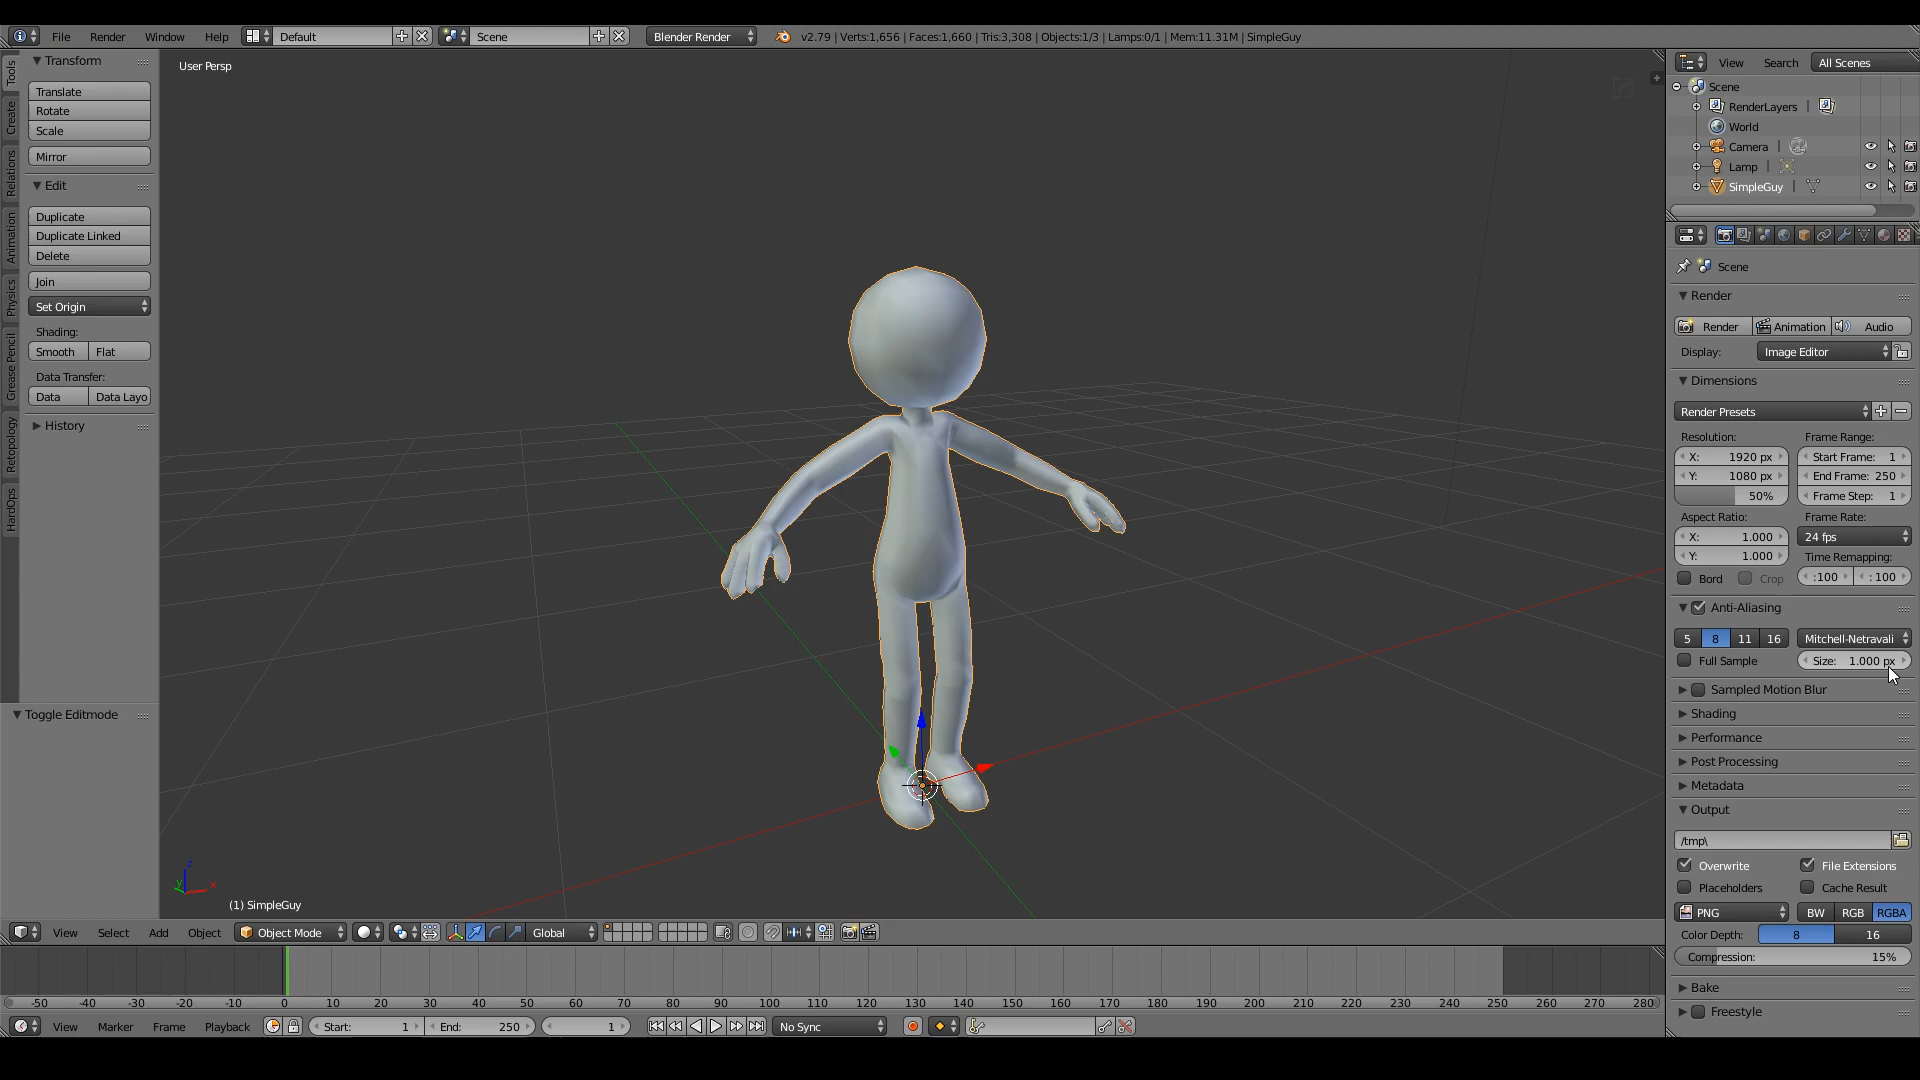 File Render Window Help Default Scene Blender Render v2.79 | Verts:1,656 | Faces:1,660 | Tris:3,308 | Objects:1/3 | Lamps:0/1 | Mem:11.31M | SimpleGuy
Tools
Create
Relations
Animation
Physics
Grease Pencil
Retopology
HardOps
Transform
Translate
Rotate
Scale
Mirror
Edit
Duplicate
Duplicate Linked
Delete
Join
Set Origin
Shading:
Smooth Flat
Data Transfer:
Data Data Layo
History
Toggle Editmode
User Persp
z
y x
(1) SimpleGuy
View Select Add Object Object Mode Global
-50 -40 -30 -20 -10 0 10 20 30 40 50 60 70 80 90 100 110 120 130 140 150 160 170 180 190 200 210 220 230 240 250 260 270 280
View Marker Frame Playback Start: 1 End: 250 1 No Sync
View Search All Scenes
Scene
RenderLayers |
World
Camera |
Lamp |
SimpleGuy |
Scene
Render
Render Animation Audio
Display: Image Editor
Dimensions
Render Presets
Resolution: Frame Range:
X: 1920 px Start Frame: 1
Y: 1080 px End Frame: 250
50% Frame Step: 1
Aspect Ratio: Frame Rate:
X: 1.000 24 fps
Y: 1.000 Time Remapping:
Bord Crop :100 : 100
Anti-Aliasing
5 8 11 16 Mitchell-Netravali
Full Sample Size: 1.000 px
Sampled Motion Blur
Shading
Performance
Post Processing
Metadata
Output
/tmp\
Overwrite File Extensions
Placeholders Cache Result
PNG BW RGB RGBA
Color Depth: 8 16
Compression: 15%
Bake
Freestyle